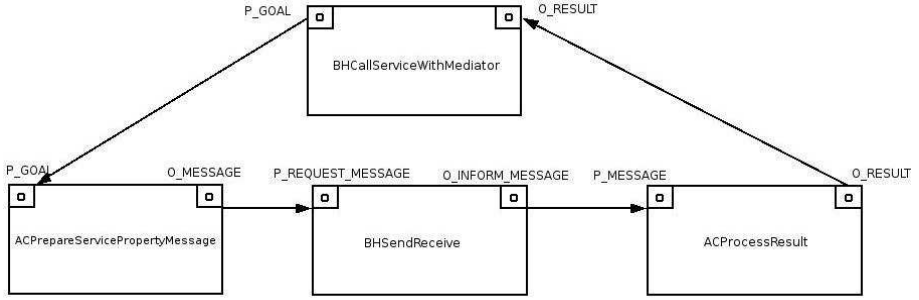 P_GOAL
O_RESULT
BHCallServiceWithMediator
P_GOAL
O_MESSAGE
P_REQUEST_MESSAGE
O_INFORM_MESSAGE
P_MESSAGE
O_RESULT
ACPrepareServicePropertyMessage
BHSendReceive
ACProcessResult